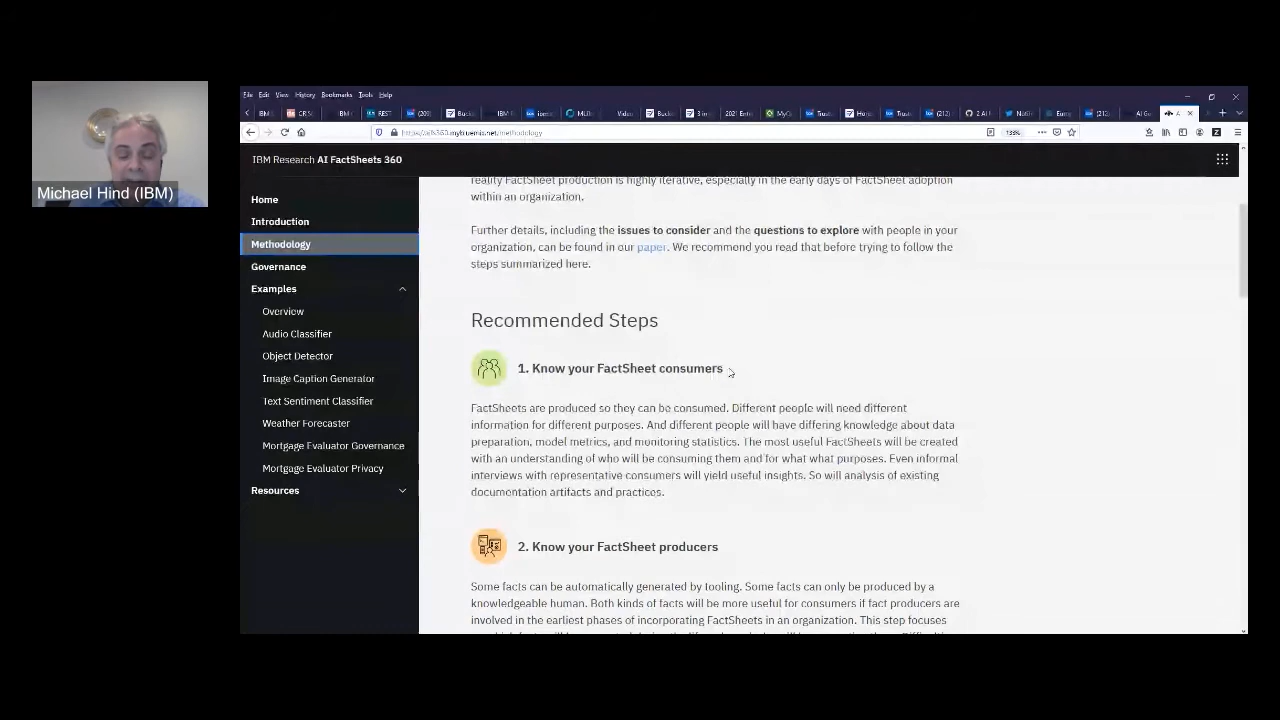 Michael Hind (IBM)
File Edit View History Bookmarks Tools Help
133%
IBM Research AI FactSheets 360
Home
Introduction
Methodology
Governance
Examples
Overview
Audio Classifier
Object Detector
Image Caption Generator
Text Sentiment Classifier
Weather Forecaster
Mortgage Evaluator Governance
Mortgage Evaluator Privacy
Resources
reality FactSheet production is highly iterative, especially in the early days of FactSheet adoption
within an organization.
Further details, including the issues to consider and the questions to explore with people in your
organization, can be found in our paper. We recommend you read that before trying to follow the
steps summarized here.
Recommended Steps
1. Know your FactSheet consumers
FactSheets are produced so they can be consumed. Different people will need different
information for different purposes. And different people will have differing knowledge about data
preparation, model metrics, and monitoring statistics. The most useful FactSheets will be created
with an understanding of who will be consuming them and for what what purposes. Even informal
interviews with representative consumers will yield useful insights. So will analysis of existing
documentation artifacts and practices.
2. Know your FactSheet producers
Some facts can be automatically generated by tooling. Some facts can only be produced by a
knowledgeable human. Both kinds of facts will be more useful for consumers if fact producers are
involved in the earliest phases of incorporating FactSheets in an organization. This step focuses